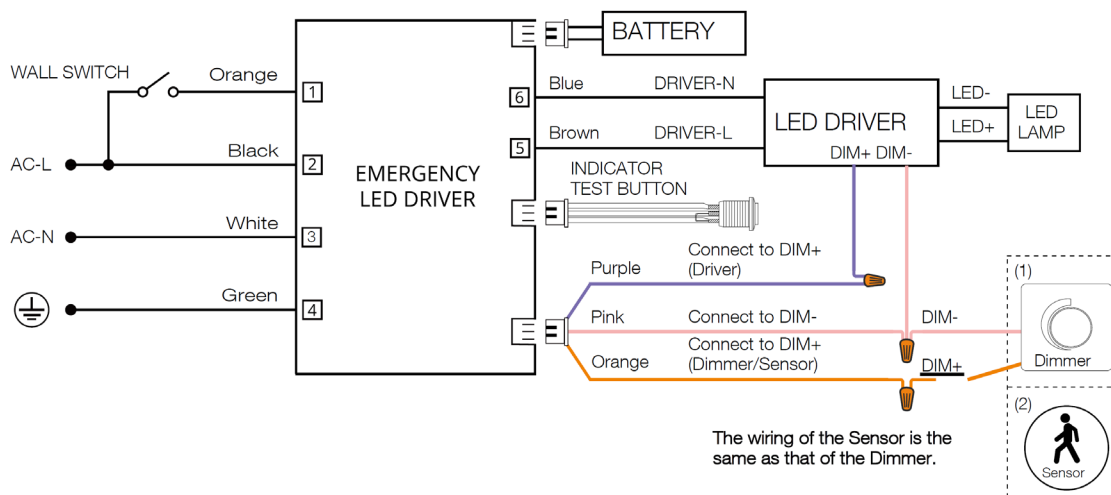 BATTERY
WALL SWITCH
Orange
1
6
Blue
DRIVER-N
LED DRIVER
DIM+ DIM-
LED-
LED+
LED
LAMP
AC-L
Black
2
5
Brown
DRIVER-L
EMERGENCY
LED DRIVER
INDICATOR
TEST BUTTON
AC-N
White
3
Green
4
Purple
Connect to DIM+
(Driver)
Pink
Connect to DIM-
DIM-
Orange
Connect to DIM+
(Dimmer/Sensor)
DIM+
(1)
Dimmer
(2)
Sensor
The wiring of the Sensor is the
same as that of the Dimmer.